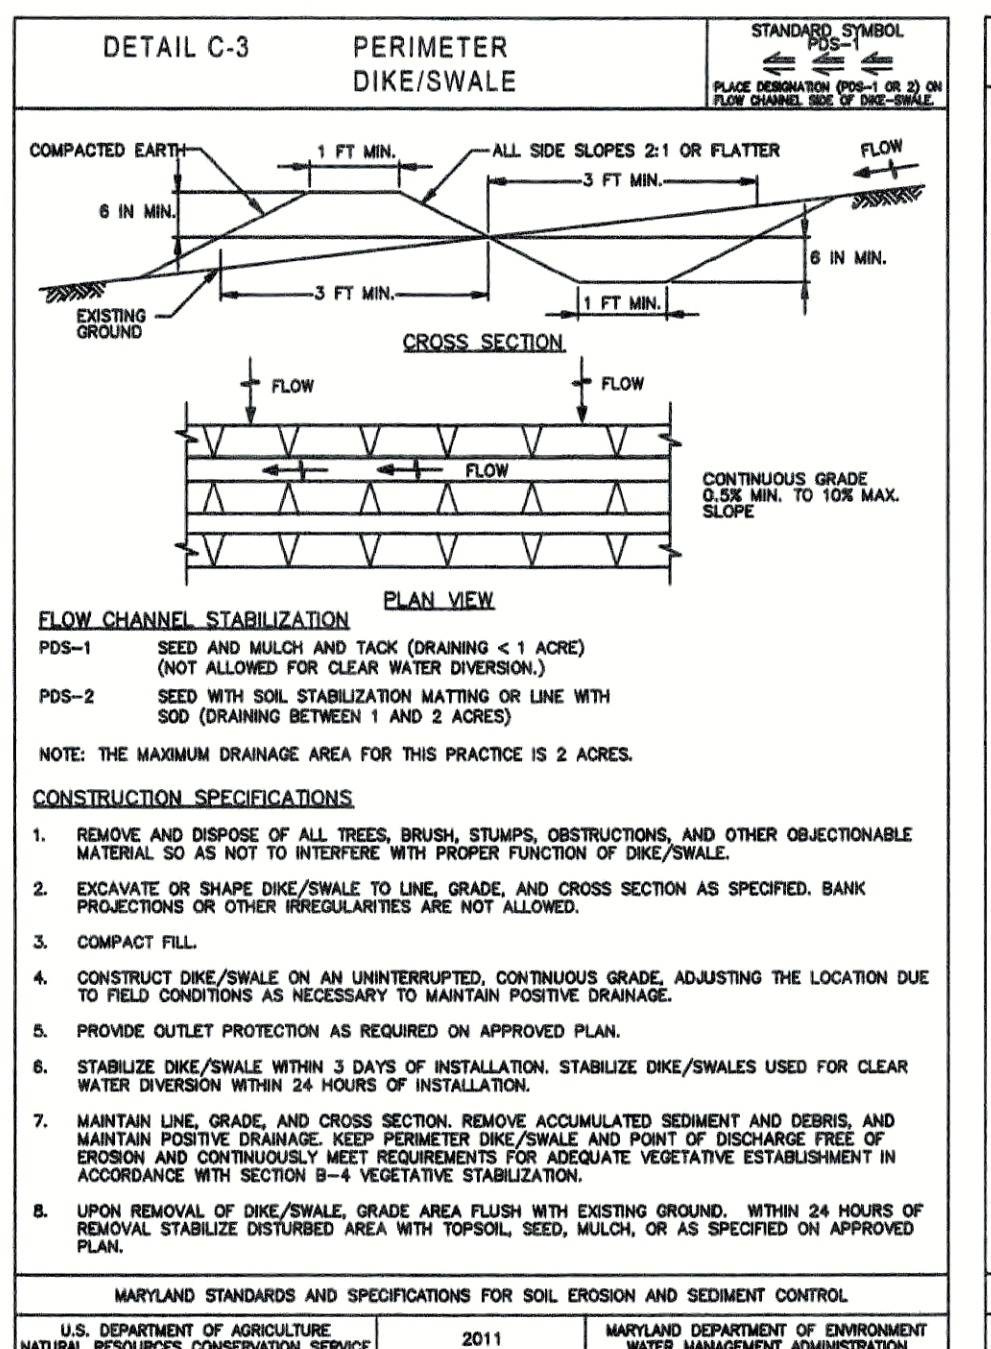 DETAIL C-3
PERIMETER
DIKE/SWALE
STANDARD SYMBOL
PDS-1
PLACE DESIGNATION (PDS-1 OR 2) ON
FLOW CHANNEL SIDE OF DIKE-SWALE.
COMPACTED EARTH
1 FT MIN.
ALL SIDE SLOPES 2:1 OR FLATTER
FLOW
3 FT MIN.
6 IN MIN.
6 IN MIN.
3 FT MIN.
1 FT MIN.
EXISTING
GROUND
CROSS SECTION
FLOW
FLOW
FLOW
CONTINUOUS GRADE
0.5% MIN. TO 10% MAX.
SLOPE
PLAN VIEW
FLOW CHANNEL STABILIZATION
PDS-1 SEED AND MULCH AND TACK (DRAINING < 1 ACRE)
(NOT ALLOWED FOR CLEAR WATER DIVERSION.)
PDS-2 SEED WITH SOIL STABILIZATION MATTING OR LINE WITH
SOD (DRAINING BETWEEN 1 AND 2 ACRES)
NOTE: THE MAXIMUM DRAINAGE AREA FOR THIS PRACTICE IS 2 ACRES.
CONSTRUCTION SPECIFICATIONS
1. REMOVE AND DISPOSE OF ALL TREES, BRUSH, STUMPS, OBSTRUCTIONS, AND OTHER OBJECTIONABLE
MATERIAL SO AS NOT TO INTERFERE WITH PROPER FUNCTION OF DIKE/SWALE.
2. EXCAVATE OR SHAPE DIKE/SWALE TO LINE, GRADE, AND CROSS SECTION AS SPECIFIED. BANK
PROJECTIONS OR OTHER IRREGULARITIES ARE NOT ALLOWED.
3. COMPACT FILL.
4. CONSTRUCT DIKE/SWALE ON AN UNINTERRUPTED, CONTINUOUS GRADE, ADJUSTING THE LOCATION DUE
TO FIELD CONDITIONS AS NECESSARY TO MAINTAIN POSITIVE DRAINAGE.
5. PROVIDE OUTLET PROTECTION AS REQUIRED ON APPROVED PLAN.
6. STABILIZE DIKE/SWALE WITHIN 3 DAYS OF INSTALLATION. STABILIZE DIKE/SWALES USED FOR CLEAR
WATER DIVERSION WITHIN 24 HOURS OF INSTALLATION.
7. MAINTAIN LINE, GRADE, AND CROSS SECTION. REMOVE ACCUMULATED SEDIMENT AND DEBRIS, AND
MAINTAIN POSITIVE DRAINAGE. KEEP PERIMETER DIKE/SWALE AND POINT OF DISCHARGE FREE OF
EROSION AND CONTINUOUSLY MEET REQUIREMENTS FOR ADEQUATE VEGETATIVE ESTABLISHMENT IN
ACCORDANCE WITH SECTION B-4 VEGETATIVE STABILIZATION.
8. UPON REMOVAL OF DIKE/SWALE, GRADE AREA FLUSH WITH EXISTING GROUND. WITHIN 24 HOURS OF
REMOVAL STABILIZE DISTURBED AREA WITH TOPSOIL, SEED, MULCH, OR AS SPECIFIED ON APPROVED
PLAN.
MARYLAND STANDARDS AND SPECIFICATIONS FOR SOIL EROSION AND SEDIMENT CONTROL
U.S. DEPARTMENT OF AGRICULTURE
NATURAL RESOURCES CONSERVATION SERVICE
2011
MARYLAND DEPARTMENT OF ENVIRONMENT
WATER MANAGEMENT ADMINISTRATION